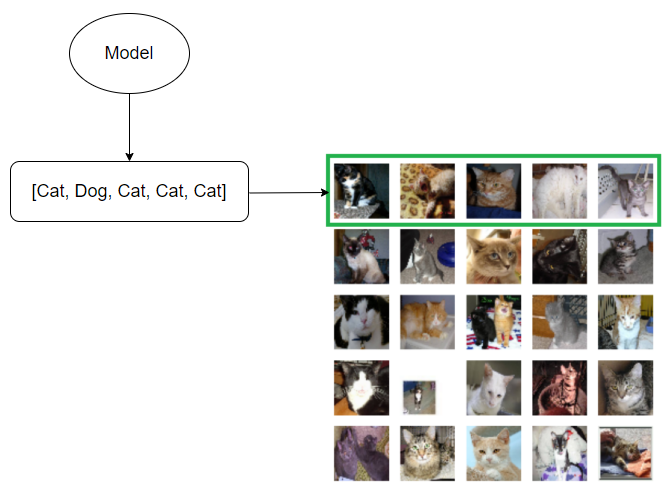 Model
[Cat, Dog, Cat, Cat, Cat]